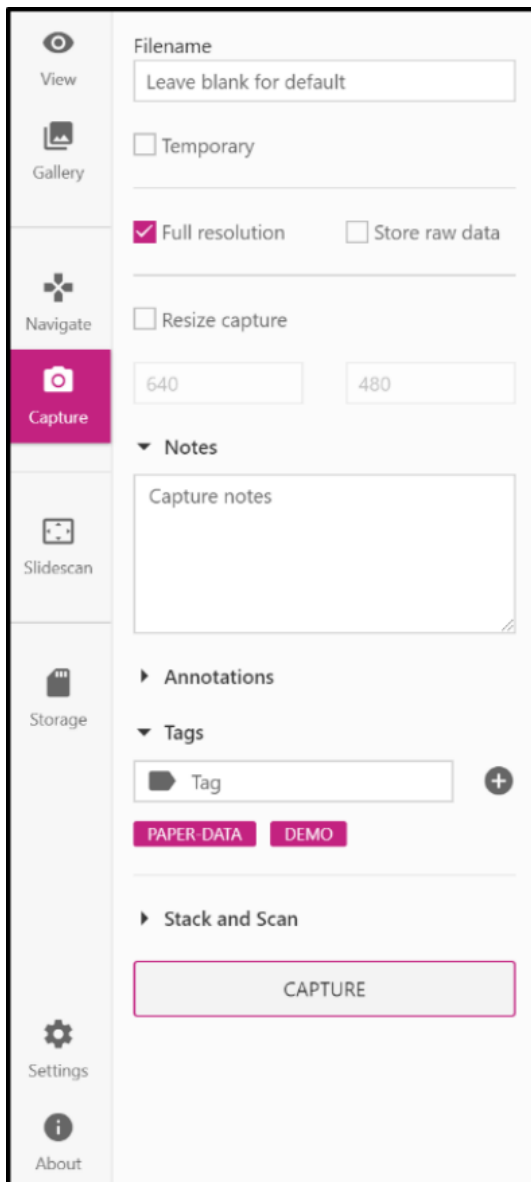 View
Gallery
Navigate
Capture
Slidescan
Storage
Settings
About
Filename
Leave blank for default
Temporary
Full resolution
Store raw data
Resize capture
640
480
Notes
Capture notes
Annotations
Tags
Tag
PAPER-DATA
DEMO
Stack and Scan
CAPTURE